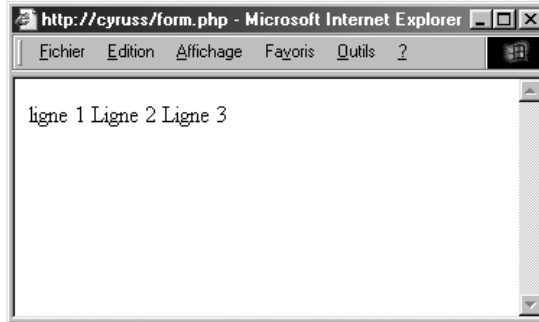 http://cyruss/form.php - Microsoft Internet Explorer
Fichier Edition Affichage Favoris Outils ?
ligne 1 Ligne 2 Ligne 3